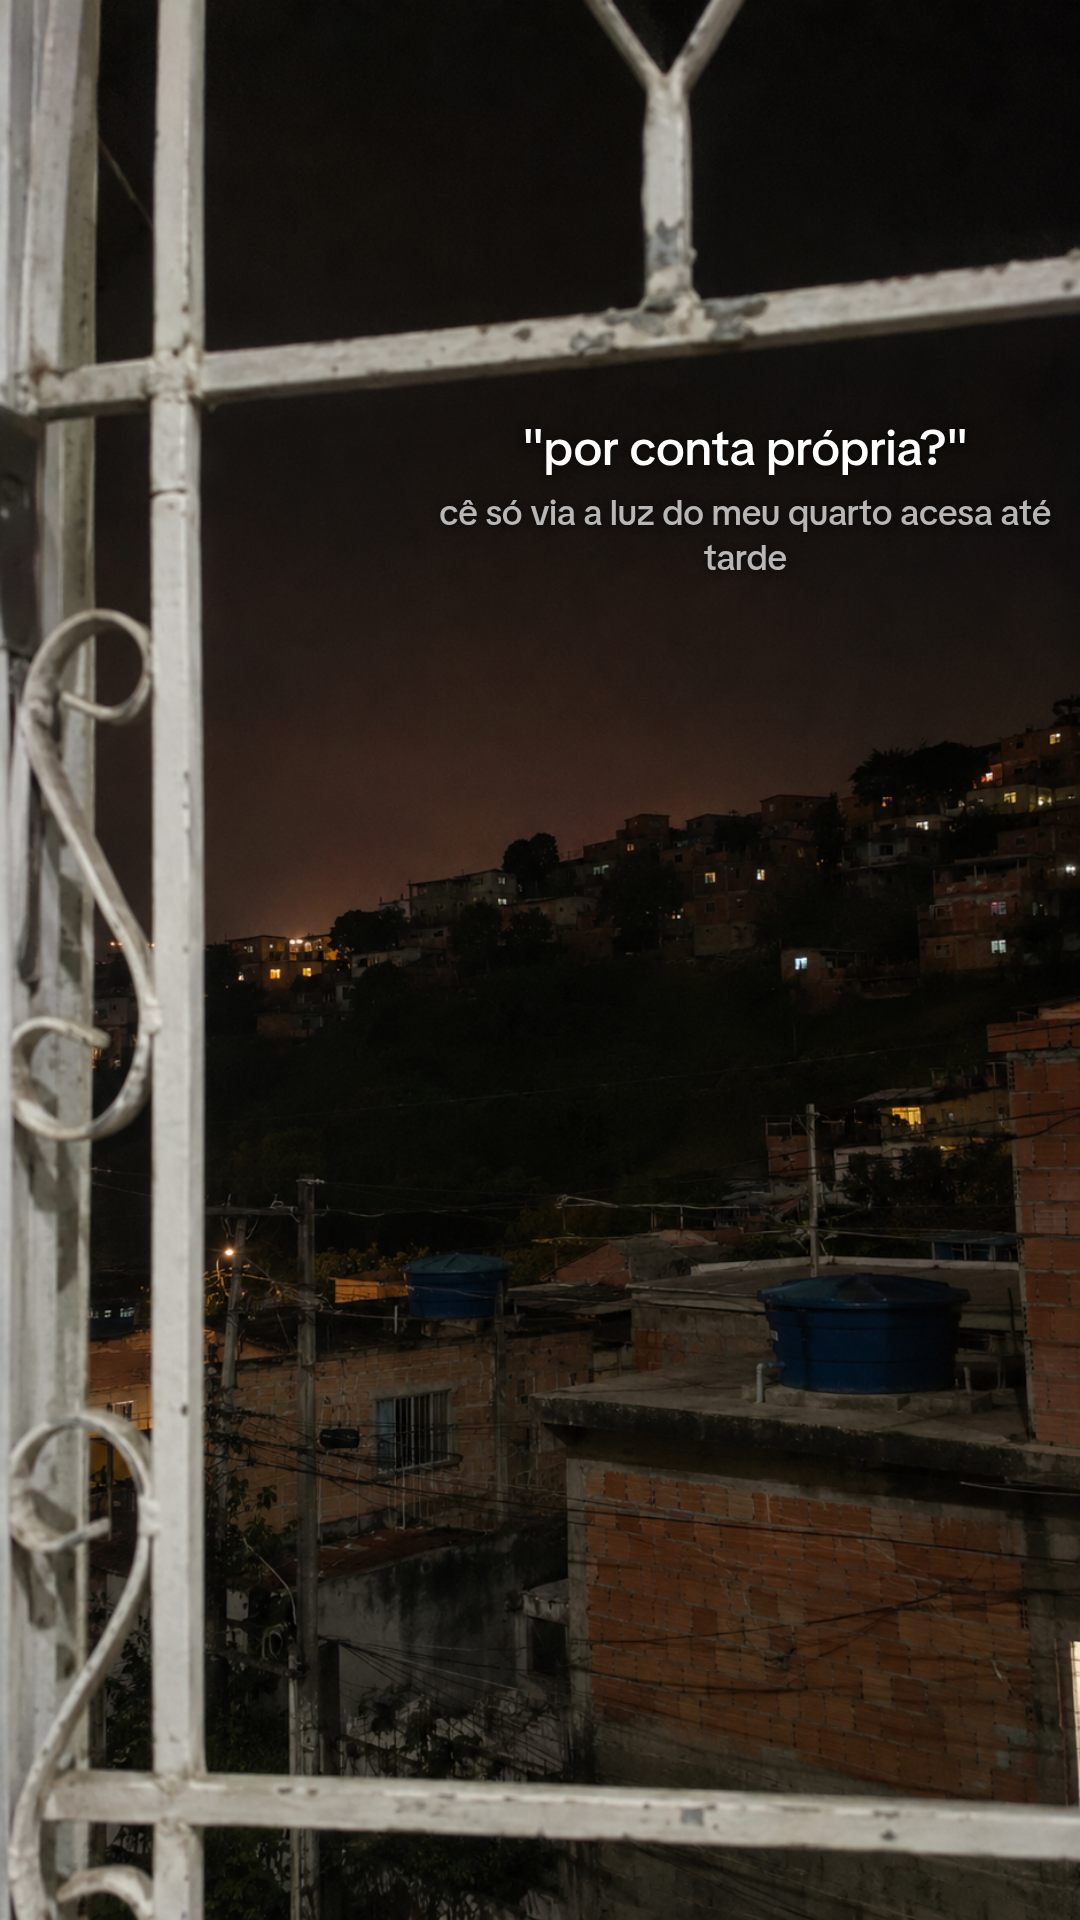 "por conta própria?"
cê só via a luz do meu quarto acesa até
tarde